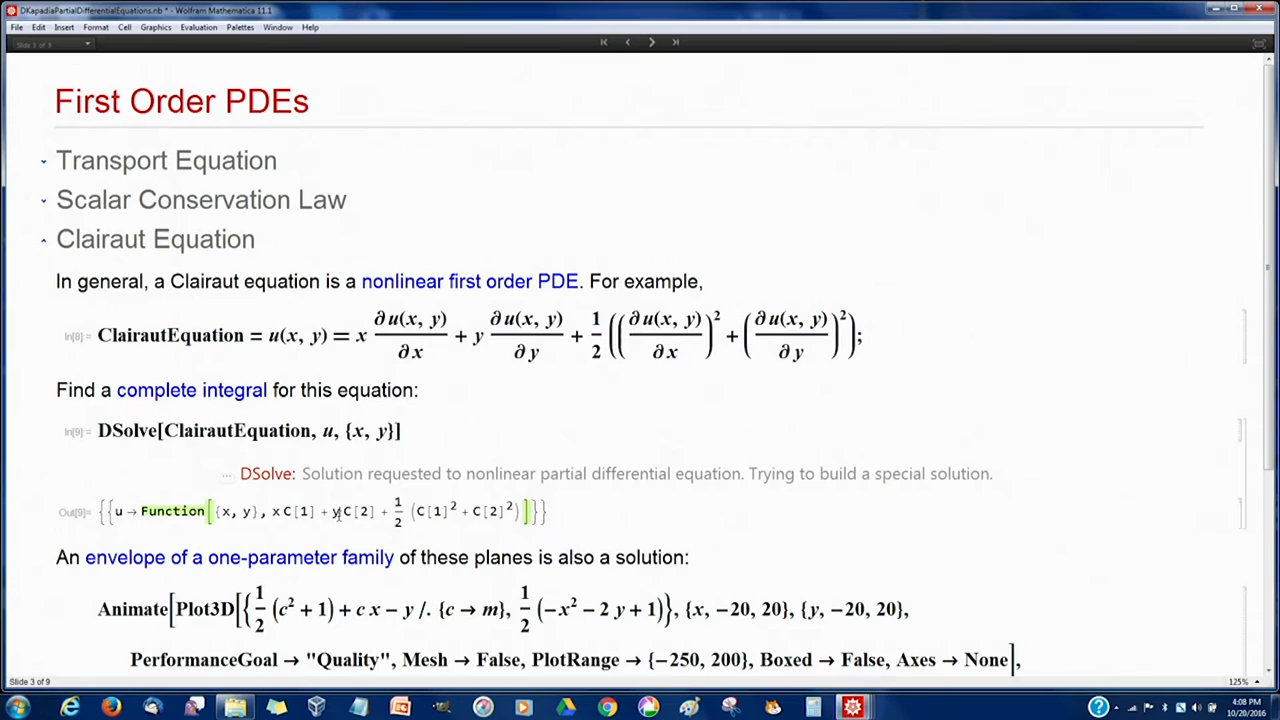 DKapadiaPartialDifferentialEquations.nb * - Wolfram Mathematica 11.1
File Edit Insert Format Cell Graphics Evaluation Palettes Window Help
Slide 3 of 9
First Order PDEs
Transport Equation
Scalar Conservation Law
Clairaut Equation
In general, a Clairaut equation is a nonlinear first order PDE. For example,
In[8]= ClairautEquation = u(x, y) == x ∂u(x, y)/∂x + y ∂u(x, y)/∂y + 1/2 ((∂u(x, y)/∂x)^2 + (∂u(x, y)/∂y)^2);
Find a complete integral for this equation:
In[9]:= DSolve[ClairautEquation, u, {x, y}]
... DSolve: Solution requested to nonlinear partial differential equation. Trying to build a special solution.
Out[9]= {{u → Function[{x, y}, x C[1] + y C[2] + 1/2 (C[1]^2 + C[2]^2)]}}
An envelope of a one-parameter family of these planes is also a solution:
Animate[Plot3D[{1/2 (c^2 + 1) + c x − y /. {c → m}, 1/2 (−x^2 − 2 y + 1)}, {x, −20, 20}, {y, −20, 20},
PerformanceGoal → "Quality", Mesh → False, PlotRange → {−250, 200}, Boxed → False, Axes → None],
125%
Slide 3 of 9
4:08 PM
10/20/2016